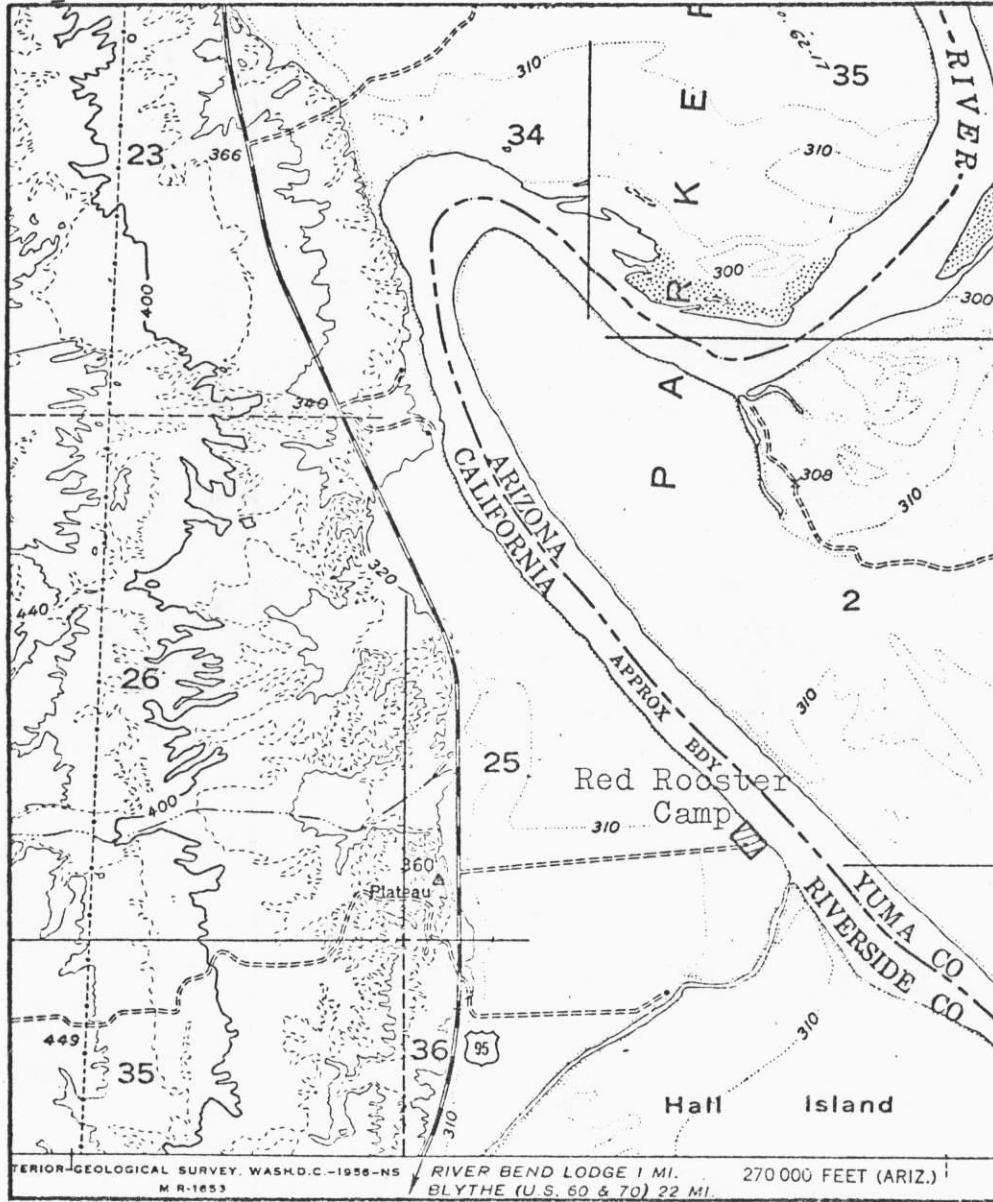 310
29-17
35
RIVER
34
E
23
366
310
K
300
R
300
400
A
340
P
308
310
ARIZONA
CALIFORNIA
320
440
2
26
APPROX BDY
310
25
Red Rooster
Camp
400
310
360
Plateau
YUMA CO
RIVERSIDE CO
449
310
35
36
95
310
Hall Island
TERIOR-GEOLOGICAL SURVEY, WASH.D.C.-1956-NS
M R-1653
RIVER BEND LODGE 1 MI.
BLYTHE (U.S. 60 & 70) 22 MI.
270 000 FEET (ARIZ.)